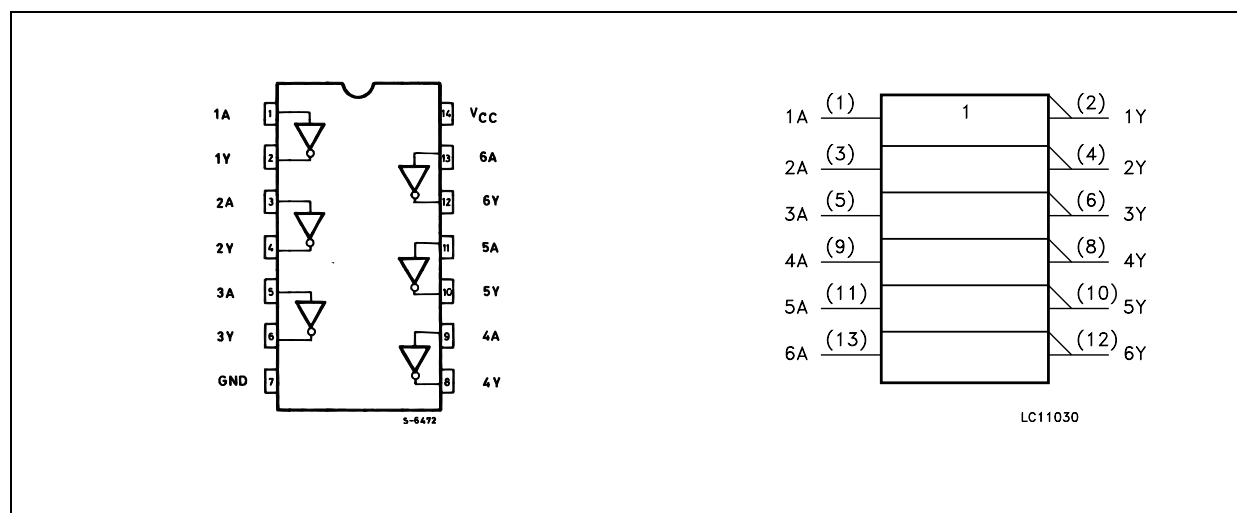 1A 1 14 VCC
1Y 2 13 6A
2A 3 12 6Y
2Y 4 11 5A
3A 5 10 5Y
3Y 6 9 4A
GND 7 8 4Y
S-6472
1A (1) 1 (2) 1Y
2A (3) (4) 2Y
3A (5) (6) 3Y
4A (9) (8) 4Y
5A (11) (10) 5Y
6A (13) (12) 6Y
LC11030